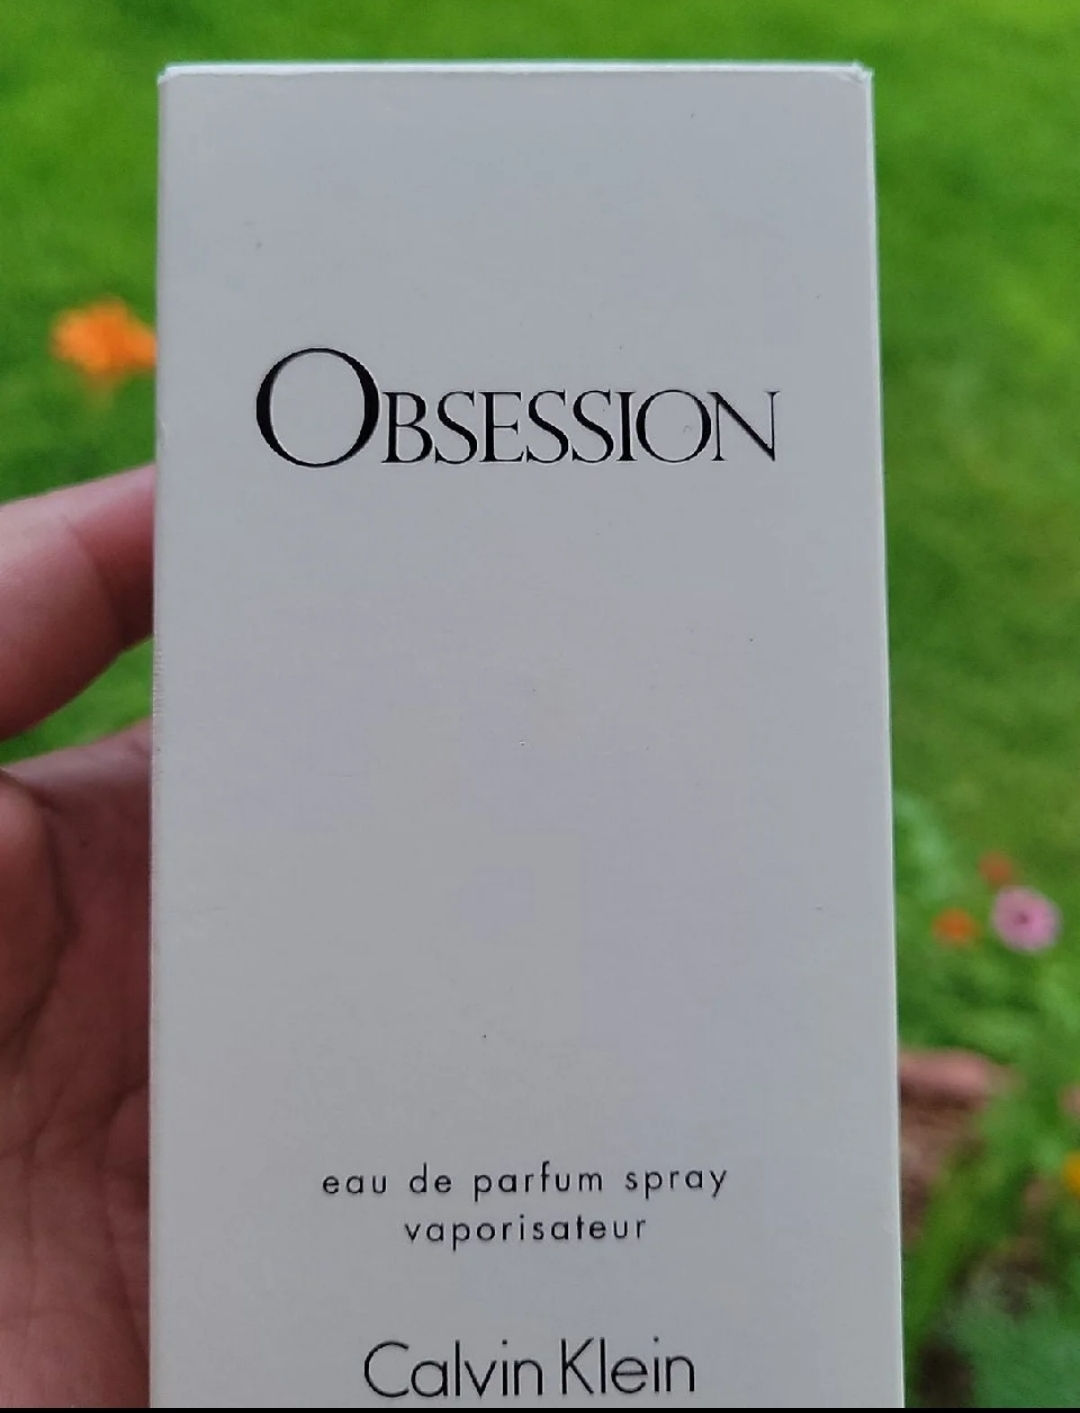 OBSESSION
eau de parfum spray
vaporisateur
Calvin Klein